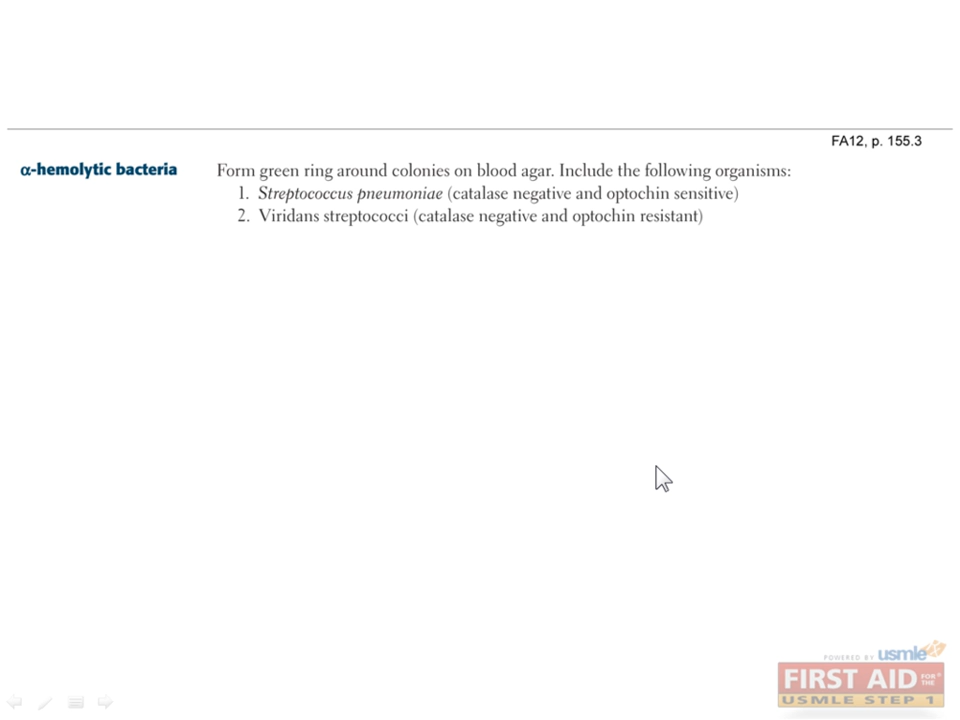 FA12, p. 155.3
α-hemolytic bacteria
Form green ring around colonies on blood agar. Include the following organisms:
1. Streptococcus pneumoniae (catalase negative and optochin sensitive)
2. Viridans streptococci (catalase negative and optochin resistant)
POWERED BY usmle
FIRST AID FOR THE
USMLE STEP 1